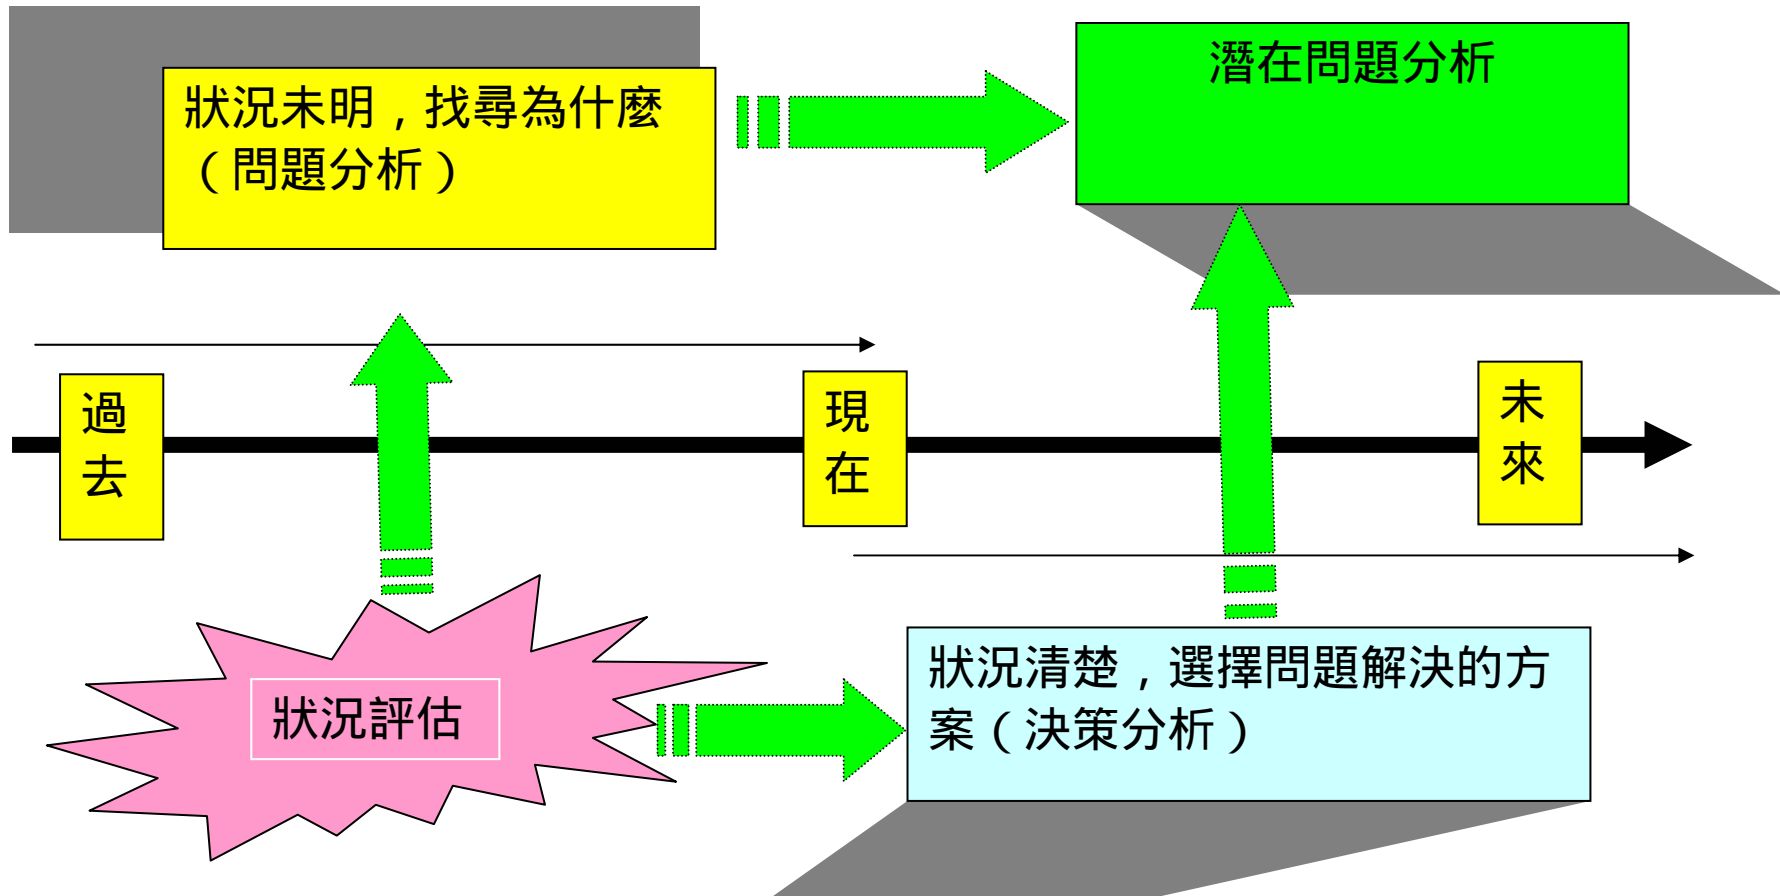 潛在問題分析
狀況未明，找尋為什麼
（問題分析）
過
去
現
在
未
來
狀況評估
狀況清楚，選擇問題解決的方
案（決策分析）